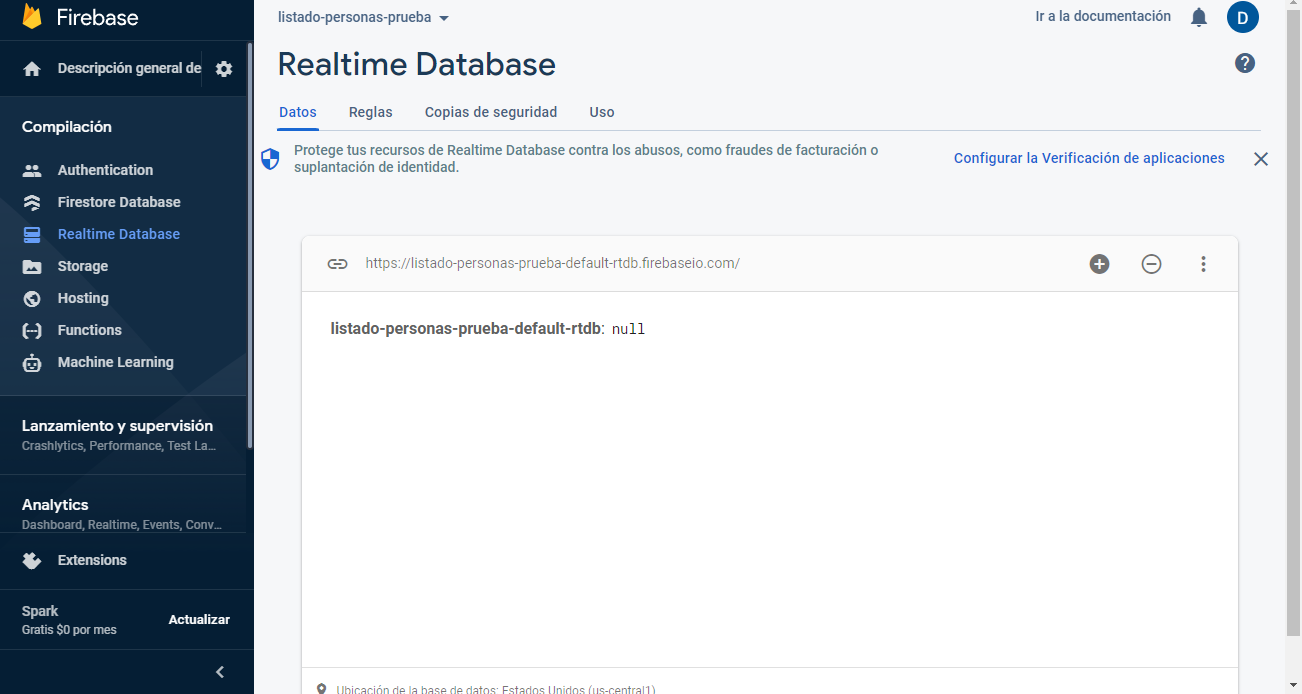 Firebase
Descripción general de
Compilación
Authentication
Firestore Database
Realtime Database
Storage
Hosting
Functions
Machine Learning
Lanzamiento y supervisión
Crashlytics, Performance, Test La...
Analytics
Dashboard, Realtime, Events, Conv...
Extensions
Spark
Gratis $0 por mes
Actualizar
listado-personas-prueba
Ir a la documentación
D
Realtime Database
?
Datos
Reglas
Copias de seguridad
Uso
Protege tus recursos de Realtime Database contra los abusos, como fraudes de facturación o
suplantación de identidad.
Configurar la Verificación de aplicaciones
https://listado-personas-prueba-default-rtdb.firebaseio.com/
listado-personas-prueba-default-rtdb: null
Ubicación de la base de datos: Estados Unidos (us-central1)